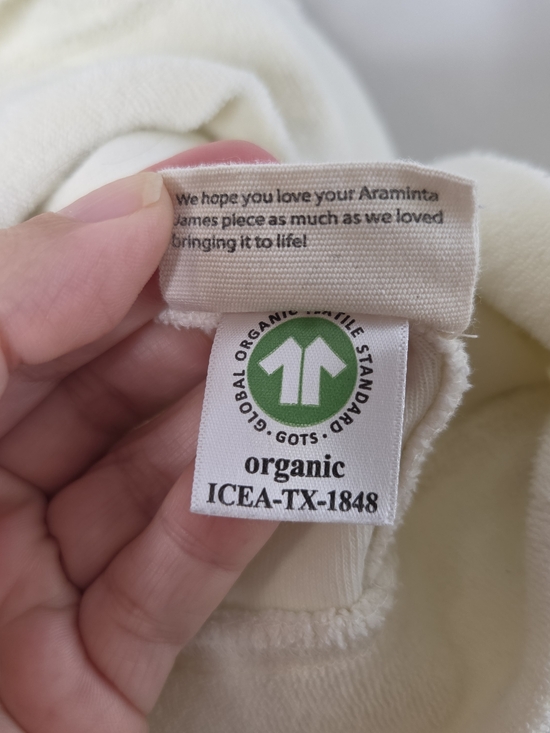 We hope you love your Araminta
James piece as much as we loved
bringing it to life!
GLOBAL ORGANIC TEXTILE STANDARD
· GOTS ·
organic
ICEA-TX-1848